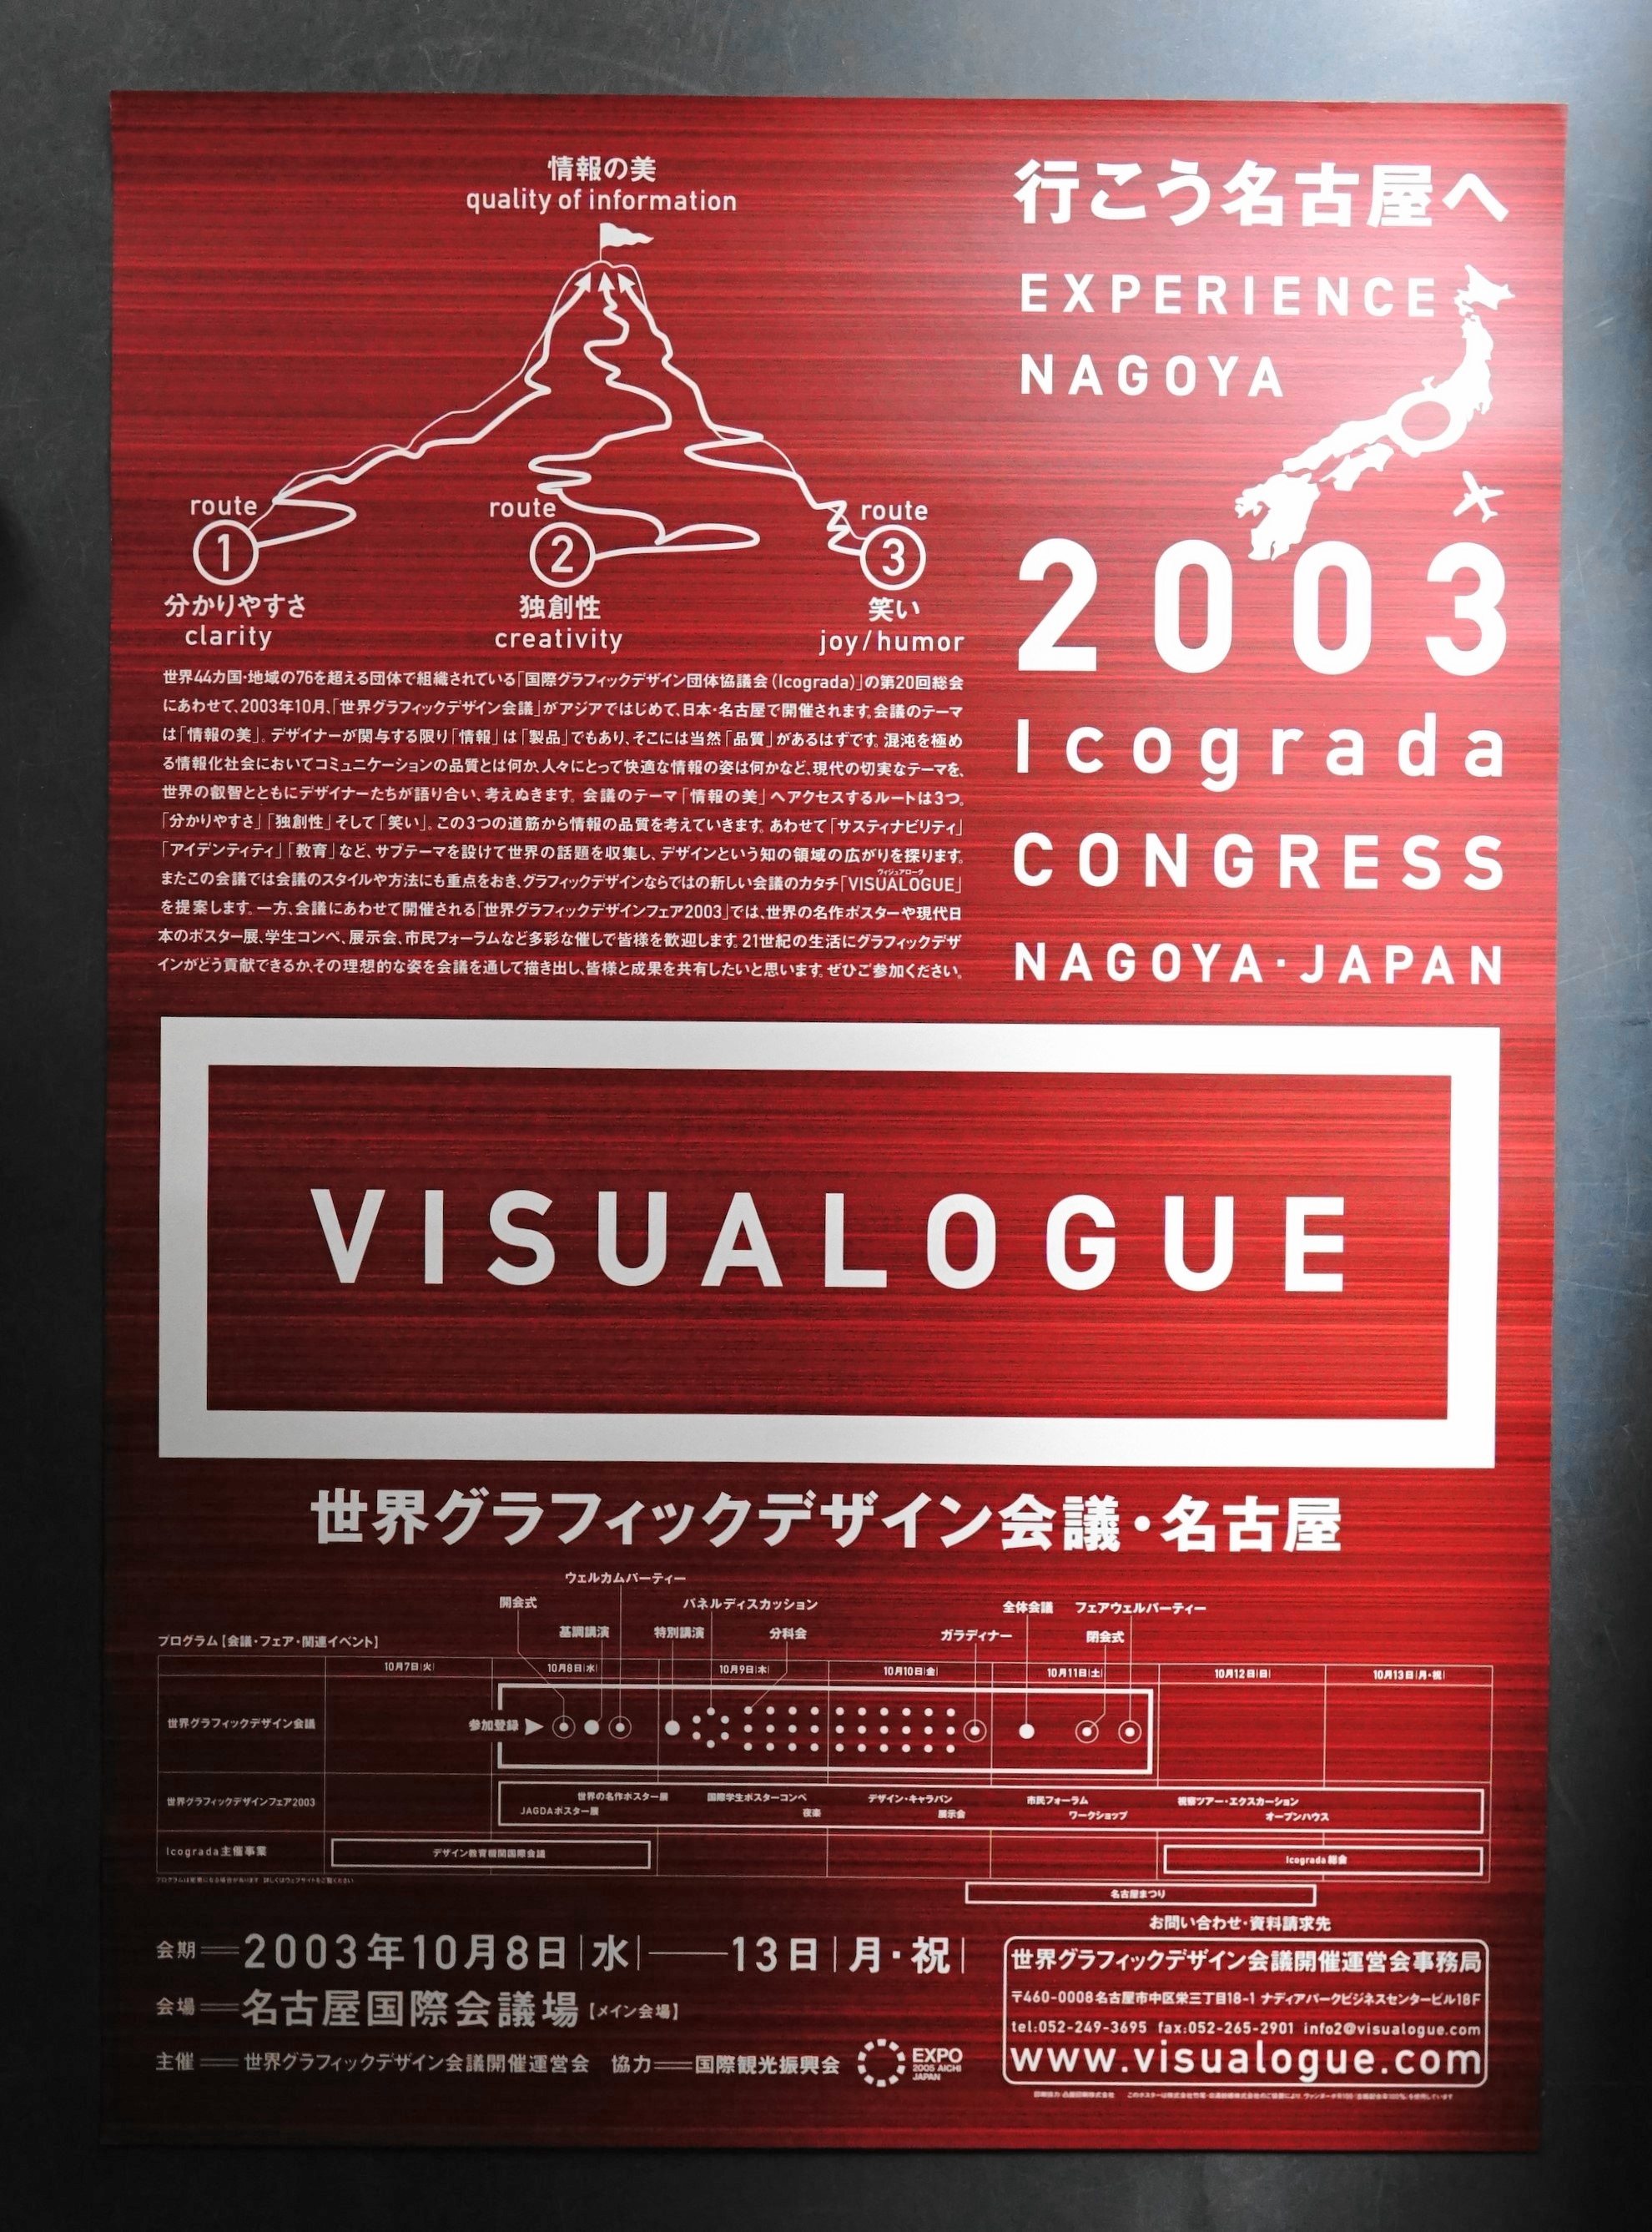 情報の美
quality of information
route
1
分かりやすさ
clarity
route
2
独創性
creativity
route
3
笑い
joy/humor
行こう名古屋へ
EXPERIENCE
NAGOYA
2003
Icograda
CONGRESS
NAGOYA・JAPAN
世界44カ国・地域の76を超える団体で組織されている「国際グラフィックデザイン団体協議会(Icograda)」の第20回総会
にあわせて、2003年10月、「世界グラフィックデザイン会議」がアジアではじめて、日本・名古屋で開催されます。会議のテーマ
は「情報の美」。デザイナーが関与する限り「情報」は「製品」でもあり、そこには当然「品質」があるはずです。混沌を極め
る情報化社会においてコミュニケーションの品質とは何か、人々にとって快適な情報の姿は何かなど、現代の切実なテーマを、
世界の叡智とともにデザイナーたちが語り合い、考えぬきます。会議のテーマ「情報の美」へアクセスするルートは3つ。
「分かりやすさ」「独創性」そして「笑い」。この3つの道筋から情報の品質を考えていきます。あわせて「サスティナビリティ」
「アイデンティティ」「教育」など、サブテーマを設けて世界の話題を収集し、デザインという知の領域の広がりを探ります。
ヴィジュアローグ
またこの会議では会議のスタイルや方法にも重点をおき、グラフィックデザインならではの新しい会議のカタチ「VISUALOGUE」
を提案します。一方、会議にあわせて開催される「世界グラフィックデザインフェア2003」では、世界の名作ポスターや現代日
本のポスター展、学生コンペ、展示会、市民フォーラムなど多彩な催しで皆様を歓迎します。21世紀の生活にグラフィックデザ
インがどう貢献できるか、その理想的な姿を会議を通して描き出し、皆様と成果を共有したいと思います。ぜひご参加ください。
VISUALOGUE
世界グラフィックデザイン会議・名古屋
ウェルカムパーティー
開会式 パネルディスカッション 全体会議 フェアウェルパーティー
基調講演 特別講演 分科会 ガラディナー 閉会式
プログラム [会議・フェア・関連イベント]
10月7日|火| 10月8日|水| 10月9日|木| 10月10日|金| 10月11日|土| 10月12日|日| 10月13日|月・祝|
世界グラフィックデザイン会議 参加登録
世界グラフィックデザインフェア2003
世界の名作ポスター展 国際学生ポスターコンペ デザイン・キャラバン 市民フォーラム 視察ツアー・エクスカーション
JAGDAポスター展 夜楽 展示会 ワークショップ オープンハウス
Icograda主催事業 デザイン教育機関国際会議 Icograda 総会
プログラムは変更になる場合があります 詳しくはウェブサイトをご覧ください
名古屋まつり
会期 2003年10月8日|水|――13日|月・祝|
会場 名古屋国際会議場 [メイン会場]
主催 世界グラフィックデザイン会議開催運営会 協力 国際観光振興会
EXPO
2005 AICHI
JAPAN
お問い合わせ・資料請求先
世界グラフィックデザイン会議開催運営会事務局
〒460-0008名古屋市中区栄三丁目18-1 ナディアパークビジネスセンタービル18F
tel:052-249-3695 fax:052-265-2901 info2@visualogue.com
www.visualogue.com